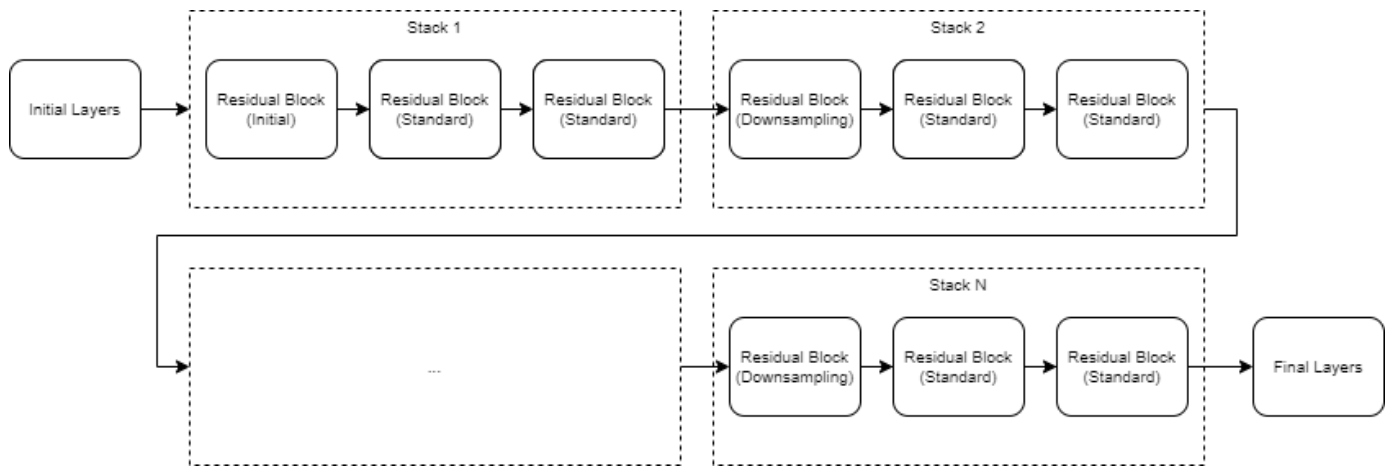 Stack 1
Stack 2
Initial Layers
Residual Block
(Initial)
Residual Block
(Standard)
Residual Block
(Standard)
Residual Block
(Downsampling)
Residual Block
(Standard)
Residual Block
(Standard)
Stack N
...
Residual Block
(Downsampling)
Residual Block
(Standard)
Residual Block
(Standard)
Final Layers